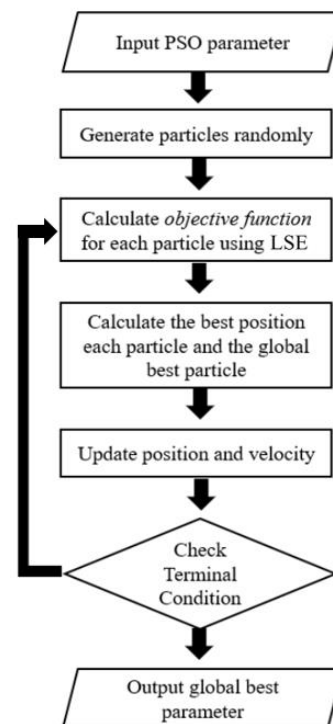 Input PSO parameter
Generate particles randomly
Calculate objective function
for each particle using LSE
Calculate the best position
each particle and the global
best particle
Update position and velocity
Check
Terminal
Condition
Output global best
parameter